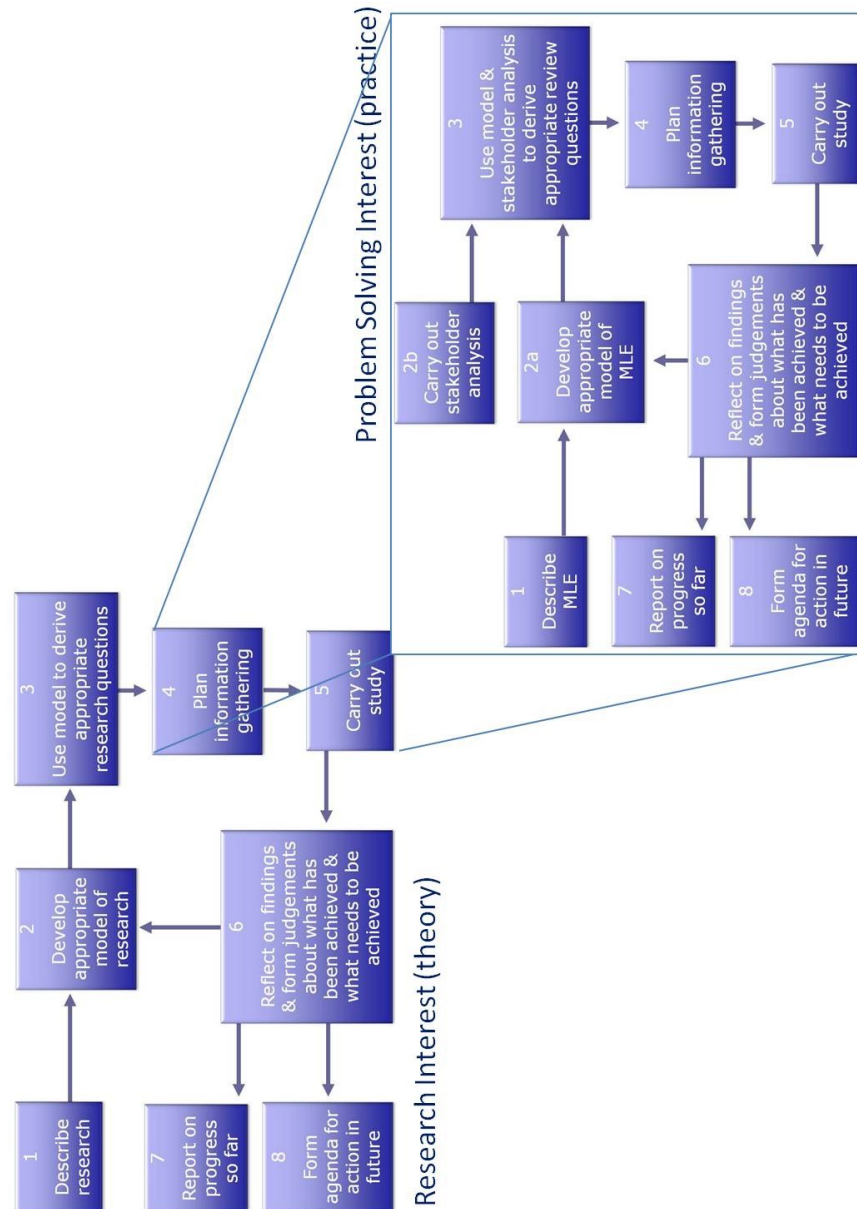 1
Describe
research
2
Develop
appropriate
model of
research
3
Use model to derive
appropriate
research questions
4
Plan
information
gathering
5
Carry out
study
6
Reflect on findings
& form judgements
about what has
been achieved &
what needs to be
achieved
7
Report on
progress
so far
8
Form
agenda for
action in
future
Research Interest (theory)
Problem Solving Interest (practice)
1
Describe
MLE
2b
Carry out
stakeholder
analysis
2a
Develop
appropriate
model of
MLE
3
Use model &
stakeholder analysis
to derive
appropriate review
questions
4
Plan
information
gathering
5
Carry out
study
6
Reflect on findings
& form judgements
about what has
been achieved &
what needs to be
achieved
7
Report on
progress
so far
8
Form
agenda for
action in
future